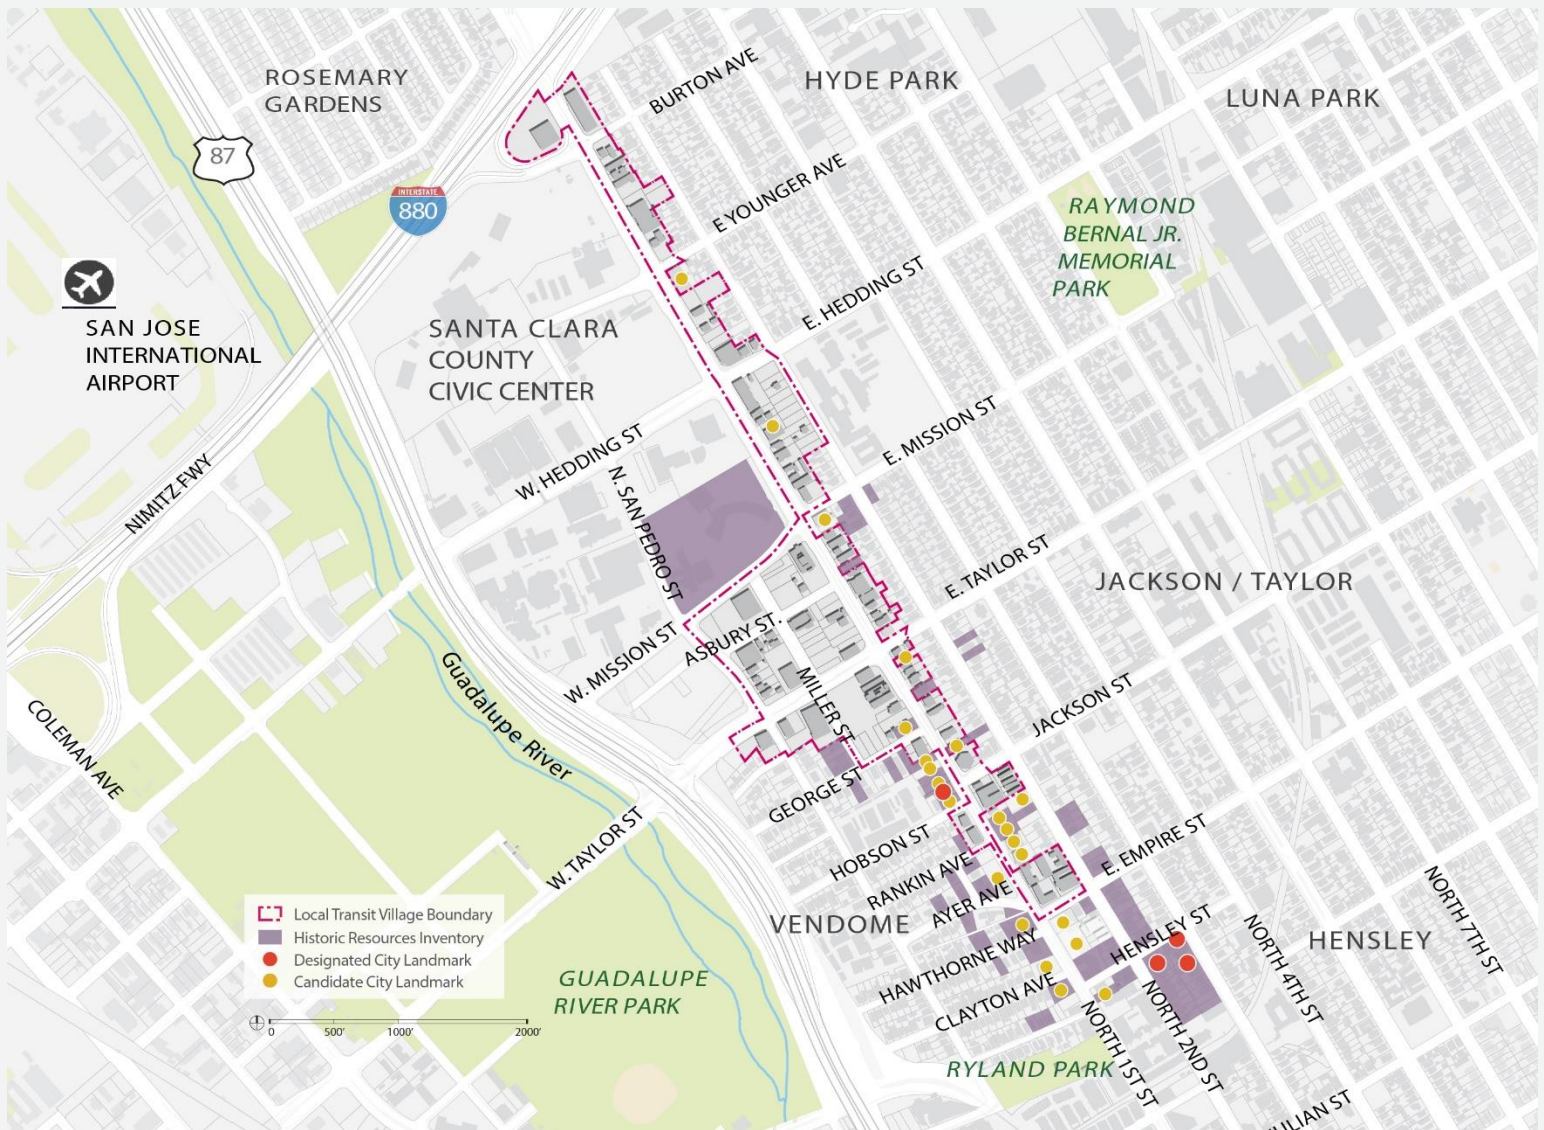 ROSEMARY
GARDENS
BURTON AVE
HYDE PARK
LUNA PARK
87
INTERSTATE
880
E YOUNGER AVE
RAYMOND
BERNAL JR.
MEMORIAL
PARK
E. HEDDING ST
SAN JOSE
INTERNATIONAL
AIRPORT
SANTA CLARA
COUNTY
CIVIC CENTER
E. MISSION ST
W. HEDDING ST
N. SAN PEDRO ST
NIMITZ FWY
E. TAYLOR ST
JACKSON / TAYLOR
ASBURY ST.
W. MISSION ST
MILLER ST
JACKSON ST
COLEMAN AVE
Guadalupe River
GEORGE ST
W. TAYLOR ST
HOBSON ST
RANKIN AVE
E. EMPIRE ST
AYER AVE
VENDOME
HAWTHORNE WAY
HENSLEY ST
HENSLEY
NORTH 7TH ST
NORTH 4TH ST
CLAYTON AVE
NORTH 2ND ST
NORTH 1ST ST
Local Transit Village Boundary
Historic Resources Inventory
Designated City Landmark
Candidate City Landmark
0 500' 1000' 2000'
GUADALUPE
RIVER PARK
RYLAND PARK
ULIAN ST